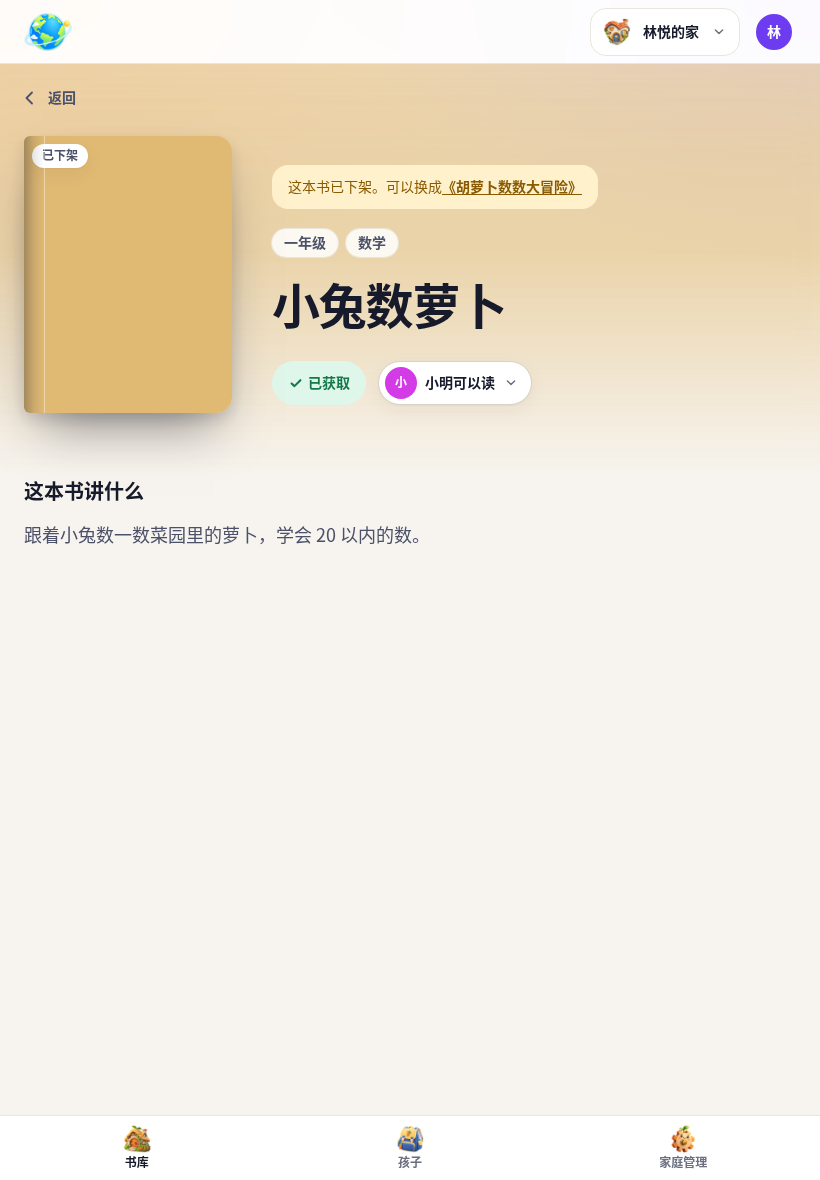 林悦的家
林
返回
已下架
这本书已下架。可以换成《胡萝卜数数大冒险》
一年级
数学
小兔数萝卜
已获取
小
小明可以读
这本书讲什么
跟着小兔数一数菜园里的萝卜，学会 20 以内的数。
书库
孩子
家庭管理